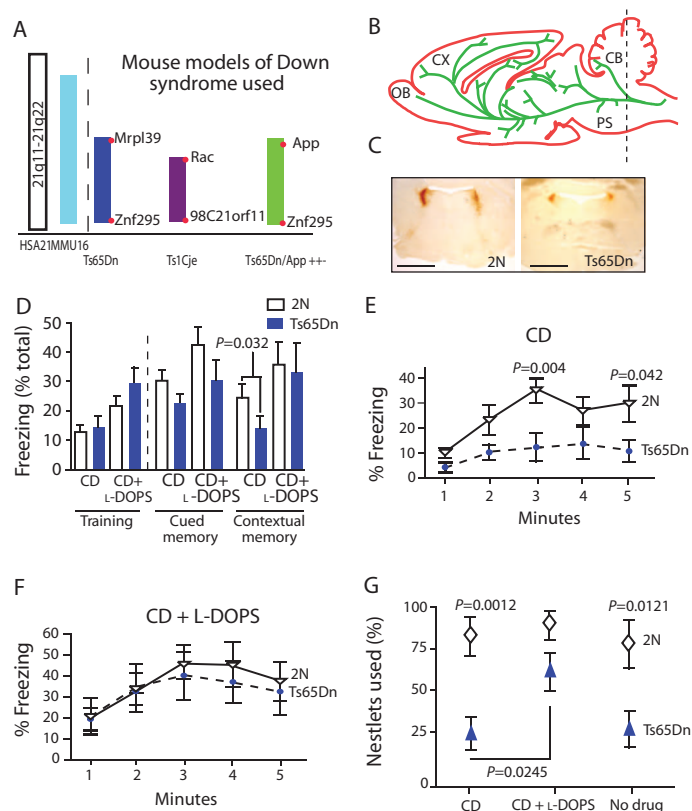 A
Mouse models of Down
syndrome used
21q11-21q22
Mrpl39
Znf295
Rac
98C21orf11
App
Znf295
HSA21MMU16
Ts65Dn
Ts1Cje
Ts65Dn/App ++-
B
CX
OB
CB
PS
C
2N
Ts65Dn
D
2N
Ts65Dn
Freezing (% total)
50
40
30
20
10
0
P=0.032
CD
CD+
L-DOPS
CD
CD+
L-DOPS
CD
CD+
L-DOPS
Training
Cued
memory
Contextual
memory
E
CD
% Freezing
40
30
20
10
0
P=0.004
P=0.042
2N
Ts65Dn
1 2 3 4 5
Minutes
F
CD + L-DOPS
% Freezing
60
50
40
30
20
10
0
2N
Ts65Dn
1 2 3 4 5
Minutes
G
Nestlets used (%)
100
75
50
25
0
P=0.0012
P=0.0121
2N
Ts65Dn
P=0.0245
CD
CD + L-DOPS
No drug